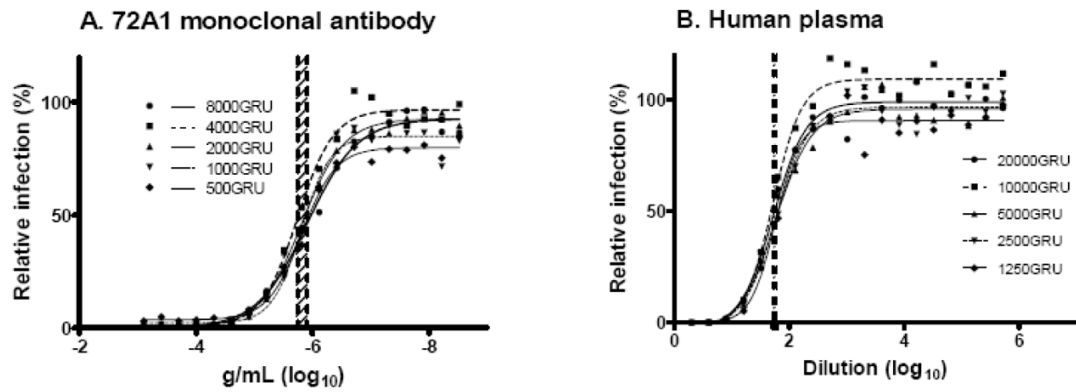 A. 72A1 monoclonal antibody
Relative infection (%)
100
50
0
8000GRU
4000GRU
2000GRU
1000GRU
500GRU
-2
-4
-6
-8
g/mL (log10)
B. Human plasma
Relative infection (%)
100
50
0
20000GRU
10000GRU
5000GRU
2500GRU
1250GRU
0
2
4
6
Dilution (log10)